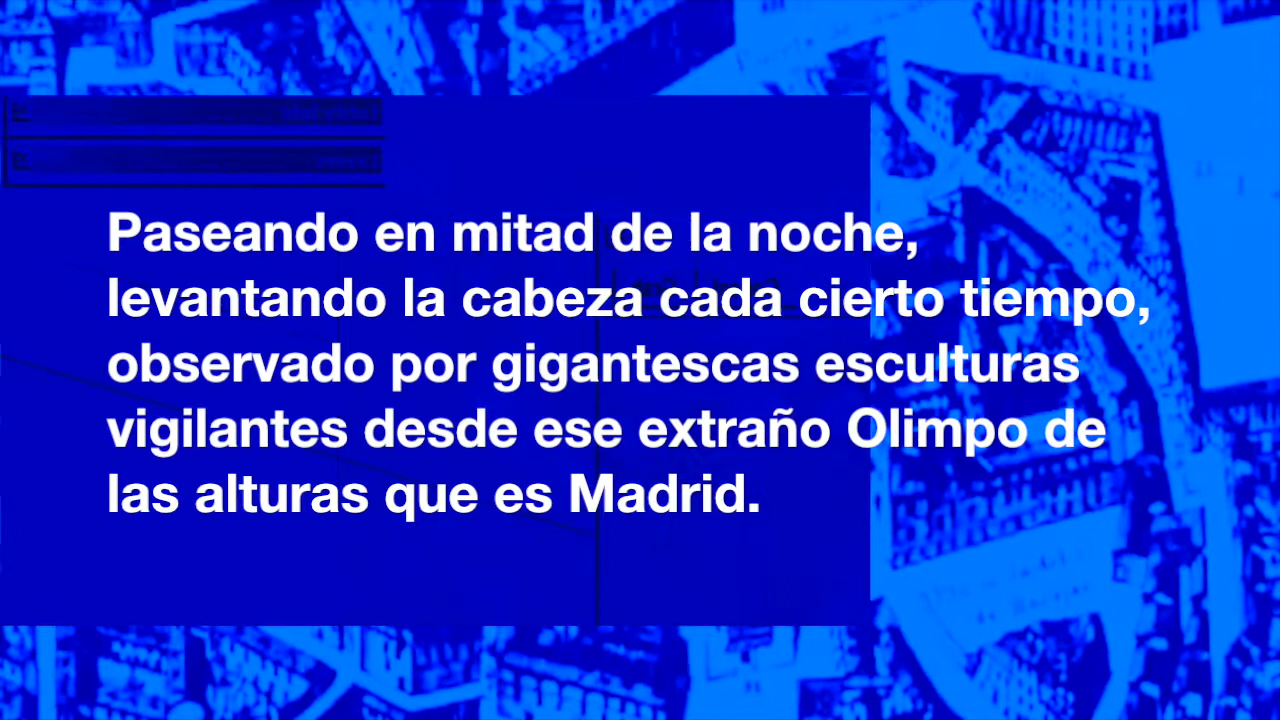 Paseando en mitad de la noche,
levantando la cabeza cada cierto tiempo,
observado por gigantescas esculturas
vigilantes desde ese extraño Olimpo de
las alturas que es Madrid.